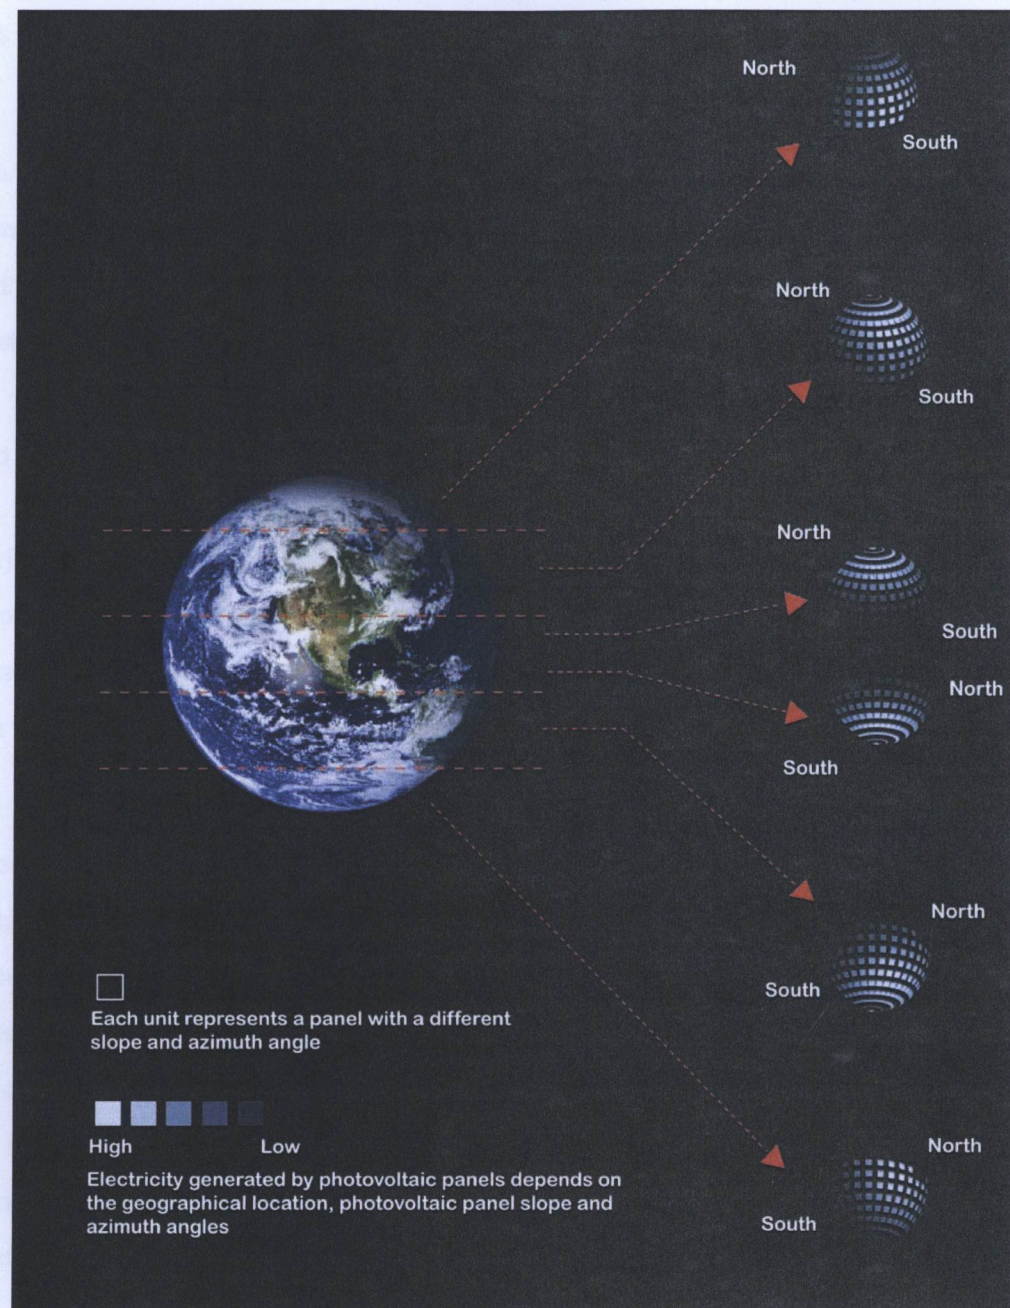 North
South
North
South
North
South
North
South
North
South
North
South
Each unit represents a panel with a different
slope and azimuth angle
High Low
Electricity generated by photovoltaic panels depends on
the geographical location, photovoltaic panel slope and
azimuth angles